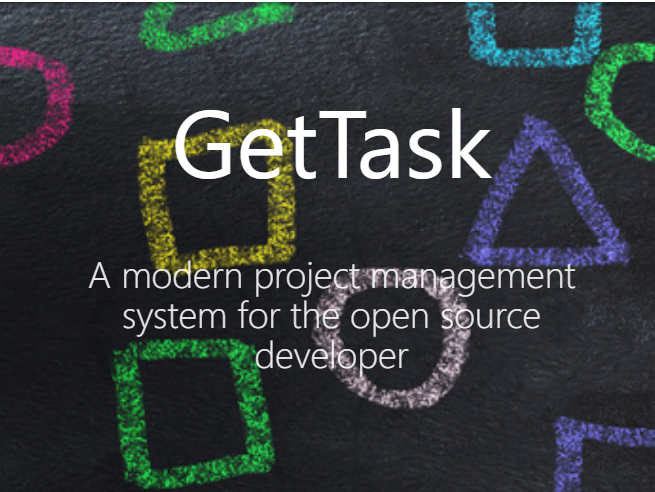 GetTask
A modern project management
system for the open source
developer